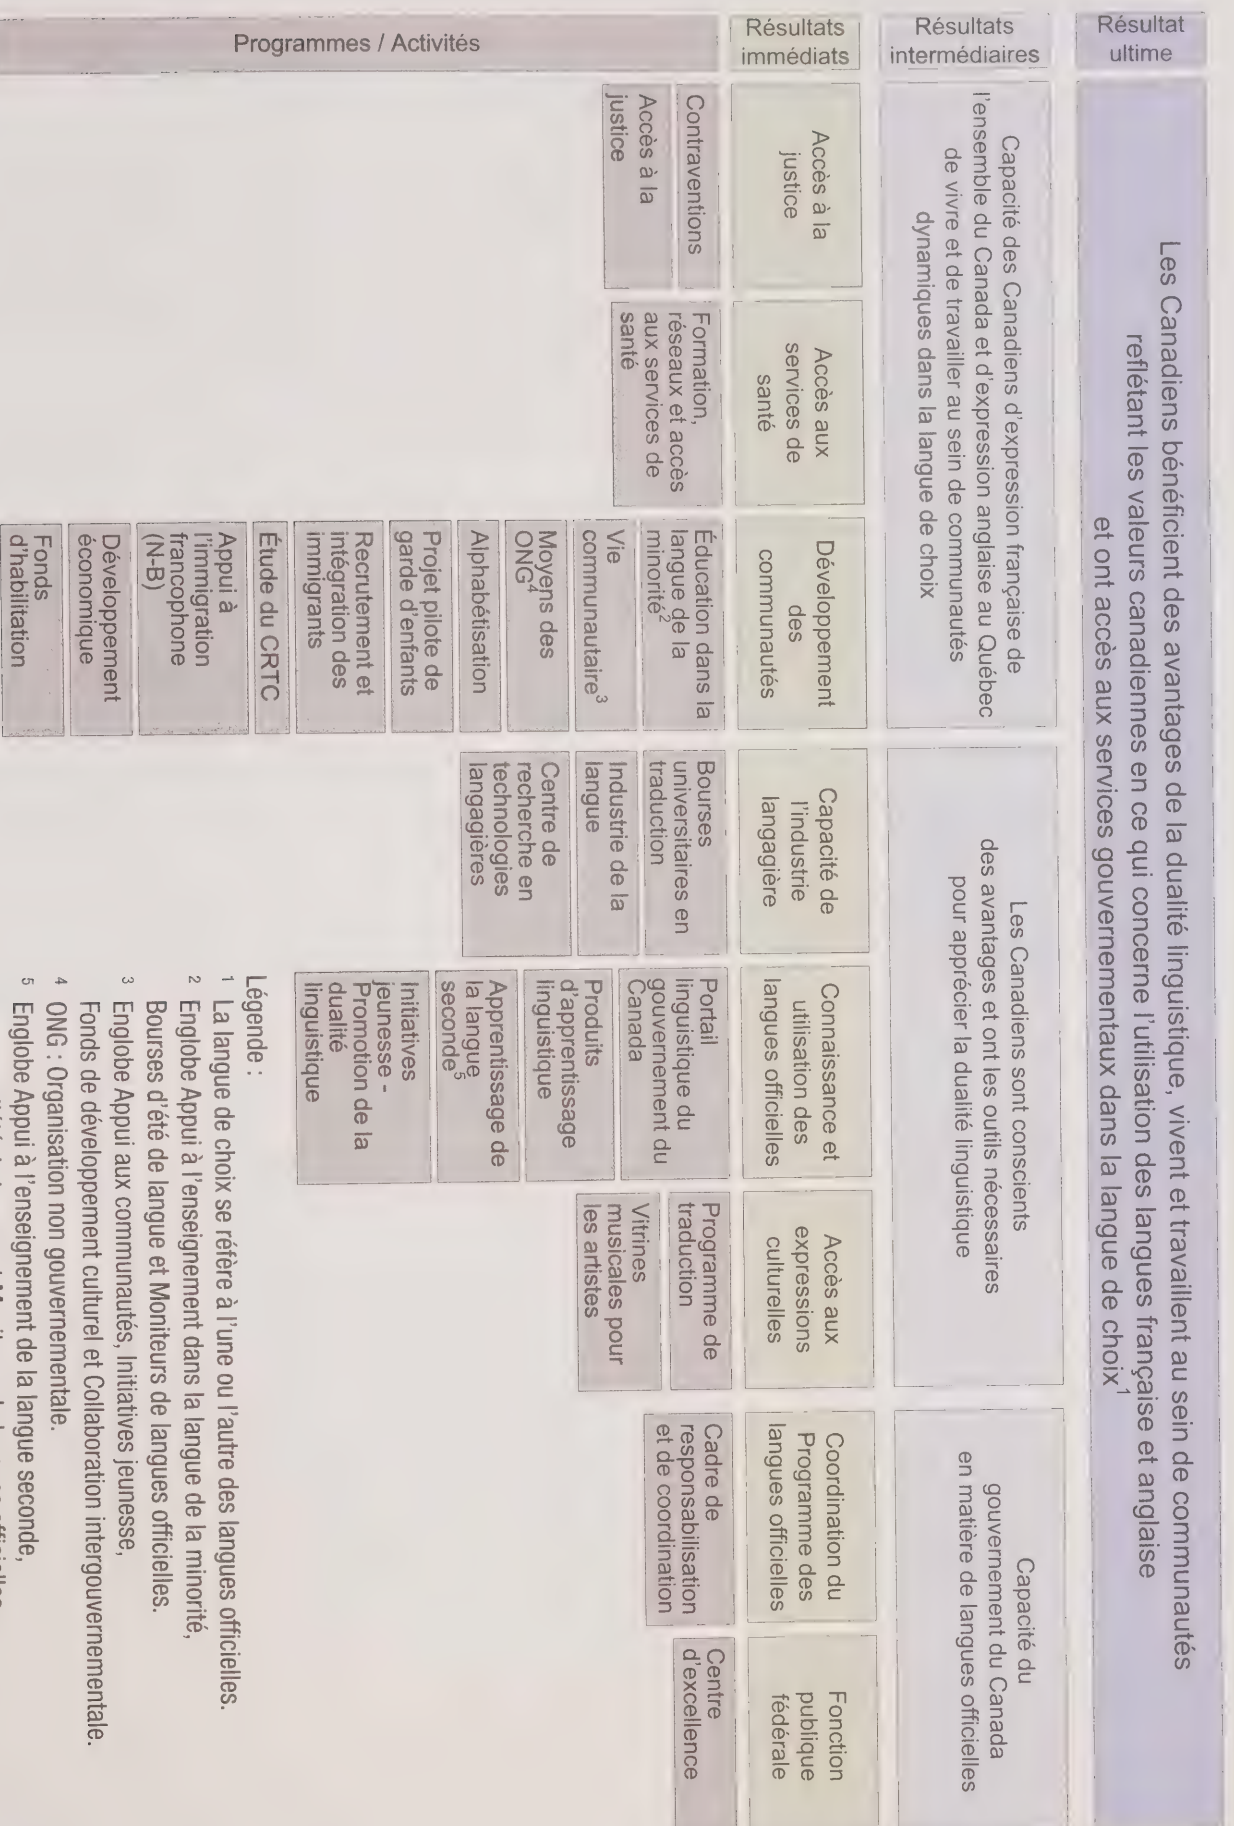 Résultat
ultime
Les Canadiens bénéficient des avantages de la dualité linguistique, vivent et travaillent au sein de communautés
reflétant les valeurs canadiennes en ce qui concerne l'utilisation des langues française et anglaise
et ont accès aux services gouvernementaux dans la langue de choix¹
Résultats
intermédiaires
Capacité des Canadiens d'expression française de
l'ensemble du Canada et d'expression anglaise au Québec
de vivre et de travailler au sein de communautés
dynamiques dans la langue de choix
Les Canadiens sont conscients
des avantages et ont les outils nécessaires
pour apprécier la dualité linguistique
Capacité du
gouvernement du Canada
en matière de langues officielles
Résultats
immédiats
Accès à la
justice
Accès aux
services de
santé
Développement
des
communautés
Capacité de
l'industrie
langagière
Connaissance et
utilisation des
langues officielles
Accès aux
expressions
culturelles
Coordination du
Programme des
langues officielles
Fonction
publique
fédérale
Programmes / Activités
Contraventions
Accès à la
justice
Formation,
réseaux et accès
aux services de
santé
Éducation dans la
langue de la
minorité²
Vie
communautaire³
Moyens des
ONG⁴
Alphabétisation
Projet pilote de
garde d'enfants
Recrutement et
intégration des
immigrants
Étude du CRTC
Appui à
l'immigration
francophone
(N-B)
Développement
économique
Fonds
d'habilitation
Bourses
universitaires en
traduction
Industrie de la
langue
Centre de
recherche en
technologies
langagières
Portail
linguistique du
gouvernement du
Canada
Produits
d'apprentissage
linguistique
Apprentissage de
la langue
seconde⁵
Initiatives
jeunesse -
Promotion de la
dualité
linguistique
Programme de
traduction
Vitrines
musicales pour
les artistes
Cadre de
responsabilisation
et de coordination
Centre
d'excellence
Légende :
1 La langue de choix se réfère à l'une ou l'autre des langues officielles.
2 Englobe Appui à l'enseignement dans la langue de la minorité,
Bourses d'été de langue et Moniteurs de langues officielles.
3 Englobe Appui aux communautés, Initiatives jeunesse,
Fonds de développement culturel et Collaboration intergouvernementale.
4 ONG : Organisation non gouvernementale.
5 Englobe Appui à l'enseignement de la langue seconde,